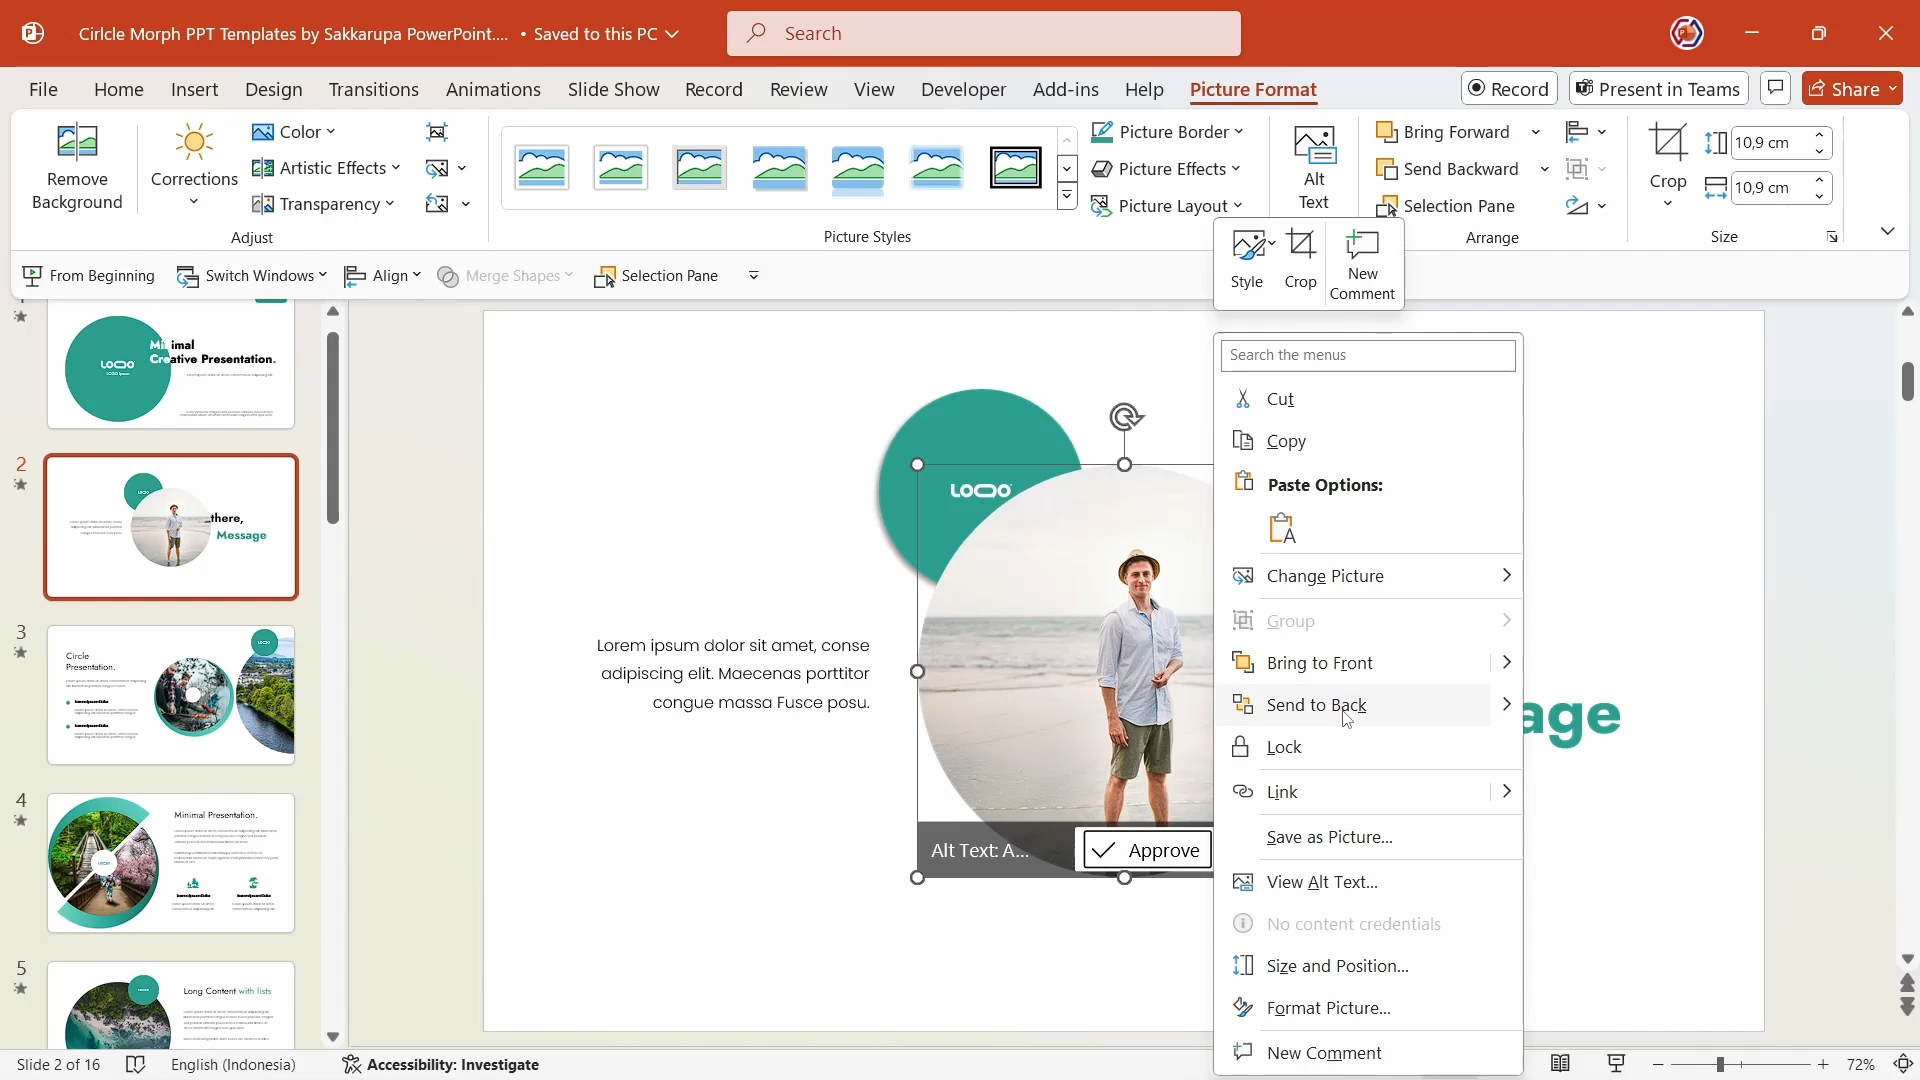 Cirlcle Morph PPT Templates by Sakkarupa PowerPoint.... • Saved to this PC
Search
File Home Insert Design Transitions Animations Slide Show Record Review View Developer Add-ins Help Picture Format
Record Present in Teams Share
Remove Background
Corrections
Color
Artistic Effects
Transparency
Adjust
Picture Styles
Picture Border
Picture Effects
Picture Layout
Alt Text
Bring Forward
Send Backward
Selection Pane
Arrange
Crop
10,9 cm
10,9 cm
Size
From Beginning Switch Windows Align Merge Shapes Selection Pane
Style Crop New Comment
Minimal
Creative Presentation.
LOGO
2
there,
Message
3
Circle
Presentation.
4
Minimal Presentation.
5
Long Content with lists
LOGO
Lorem ipsum dolor sit amet, conse
adipiscing elit. Maecenas porttitor
congue massa Fusce posu.
age
Alt Text: A...
Approve
Search the menus
Cut
Copy
Paste Options:
Change Picture
Group
Bring to Front
Send to Back
Lock
Link
Save as Picture...
View Alt Text...
No content credentials
Size and Position...
Format Picture...
New Comment
Slide 2 of 16 English (Indonesia) Accessibility: Investigate 72%